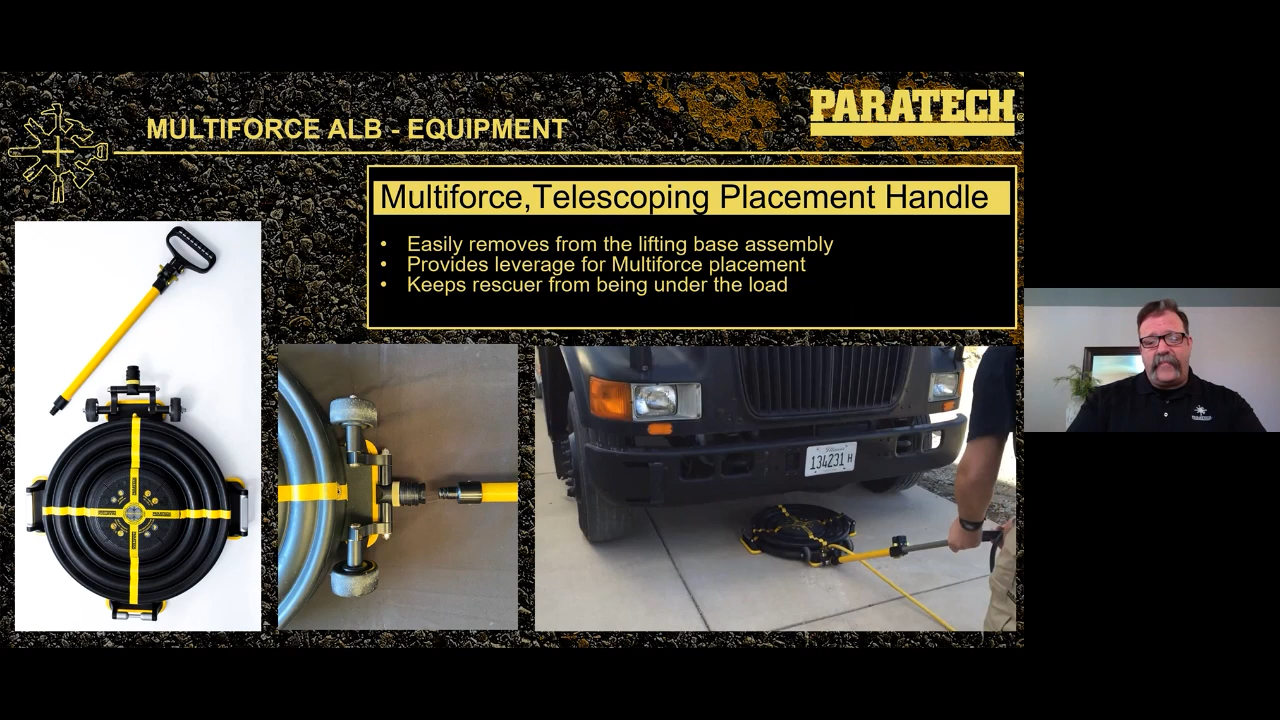 MULTIFORCE ALB - EQUIPMENT
PARATECH®
Multiforce,Telescoping Placement Handle
• Easily removes from the lifting base assembly
• Provides leverage for Multiforce placement
• Keeps rescuer from being under the load
134231 H
PARATECH